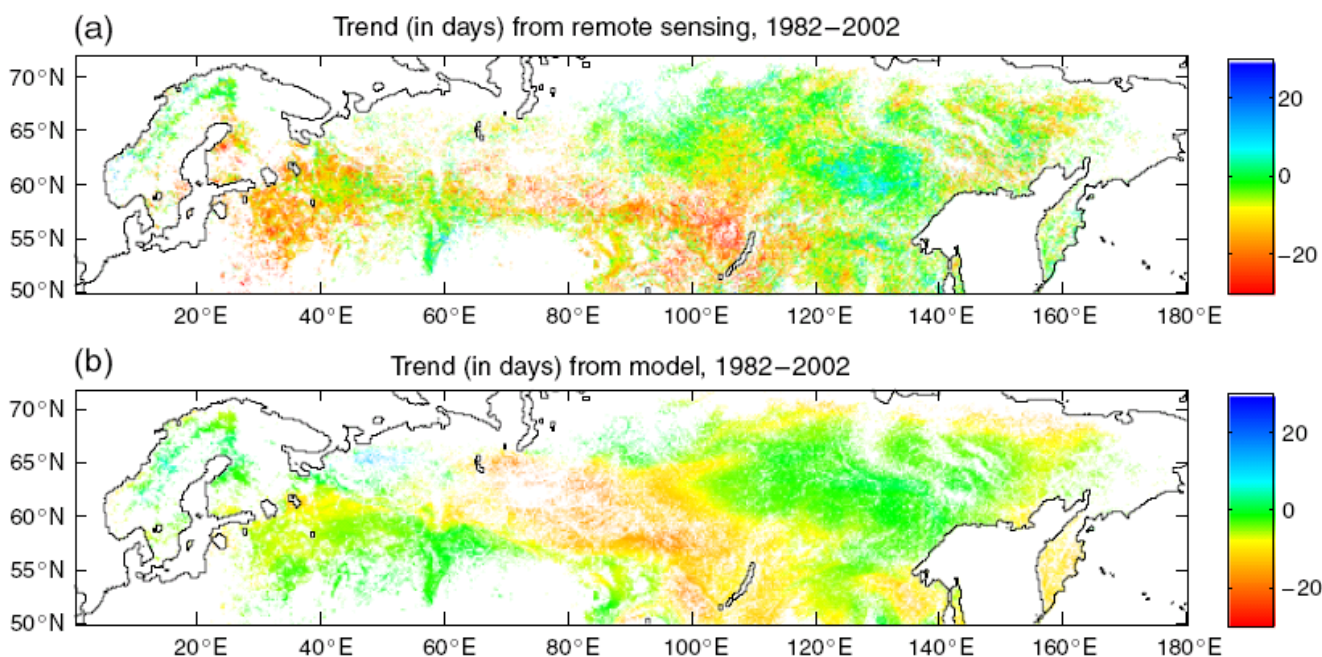 (a) Trend (in days) from remote sensing, 1982−2002
70°N
65°N
60°N
55°N
50°N
20
0
−20
20°E 40°E 60°E 80°E 100°E 120°E 140°E 160°E 180°E
(b) Trend (in days) from model, 1982−2002
70°N
65°N
60°N
55°N
50°N
20
0
−20
20°E 40°E 60°E 80°E 100°E 120°E 140°E 160°E 180°E